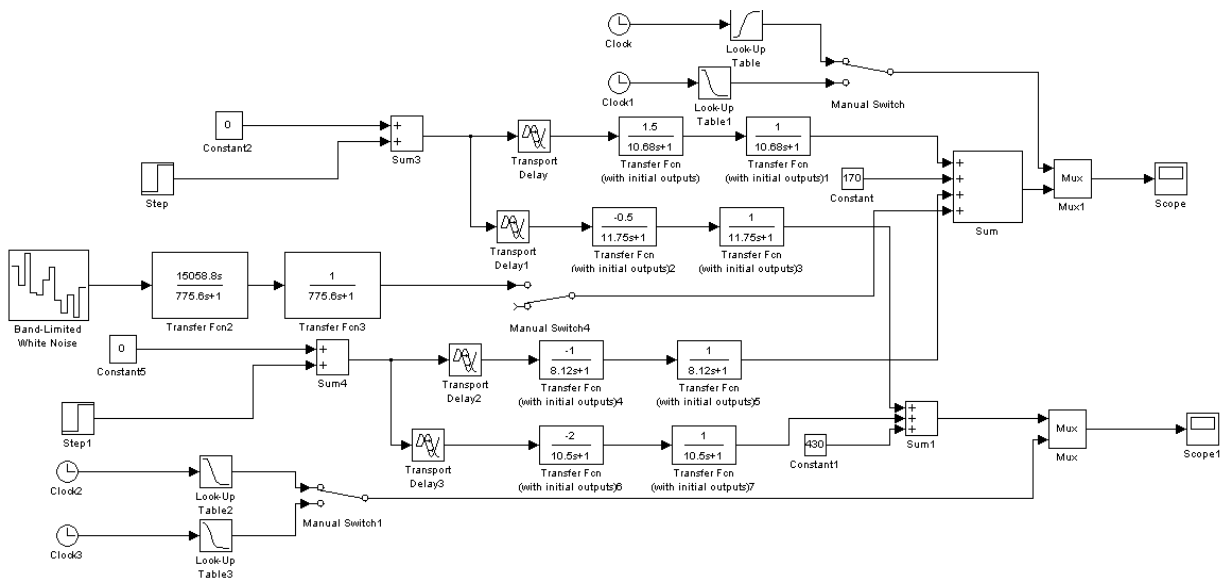 Clock
Look-Up
Table
Clock1
Look-Up
Table1
Manual Switch
0
Constant2
+
+
Sum3
Transport
Delay
1.5
10.68s+1
Transfer Fcn
(with initial outputs)
1
10.68s+1
Transfer Fcn
(with initial outputs)1
170
Constant
+
+
+
+
Sum
Mux
Mux1
Scope
Step
Transport
Delay1
-0.5
11.75s+1
Transfer Fcn
(with initial outputs)2
1
11.75s+1
Transfer Fcn
(with initial outputs)3
Band-Limited
White Noise
15058.8s
775.6s+1
Transfer Fcn2
1
775.6s+1
Transfer Fcn3
Manual Switch4
0
Constant5
+
+
Sum4
Transport
Delay2
-1
8.12s+1
Transfer Fcn
(with initial outputs)4
1
8.12s+1
Transfer Fcn
(with initial outputs)5
Step1
Transport
Delay3
-2
10.5s+1
Transfer Fcn
(with initial outputs)6
1
10.5s+1
Transfer Fcn
(with initial outputs)7
430
Constant1
+
+
+
Sum1
Mux
Mux
Scope1
Clock2
Look-Up
Table2
Manual Switch1
Clock3
Look-Up
Table3